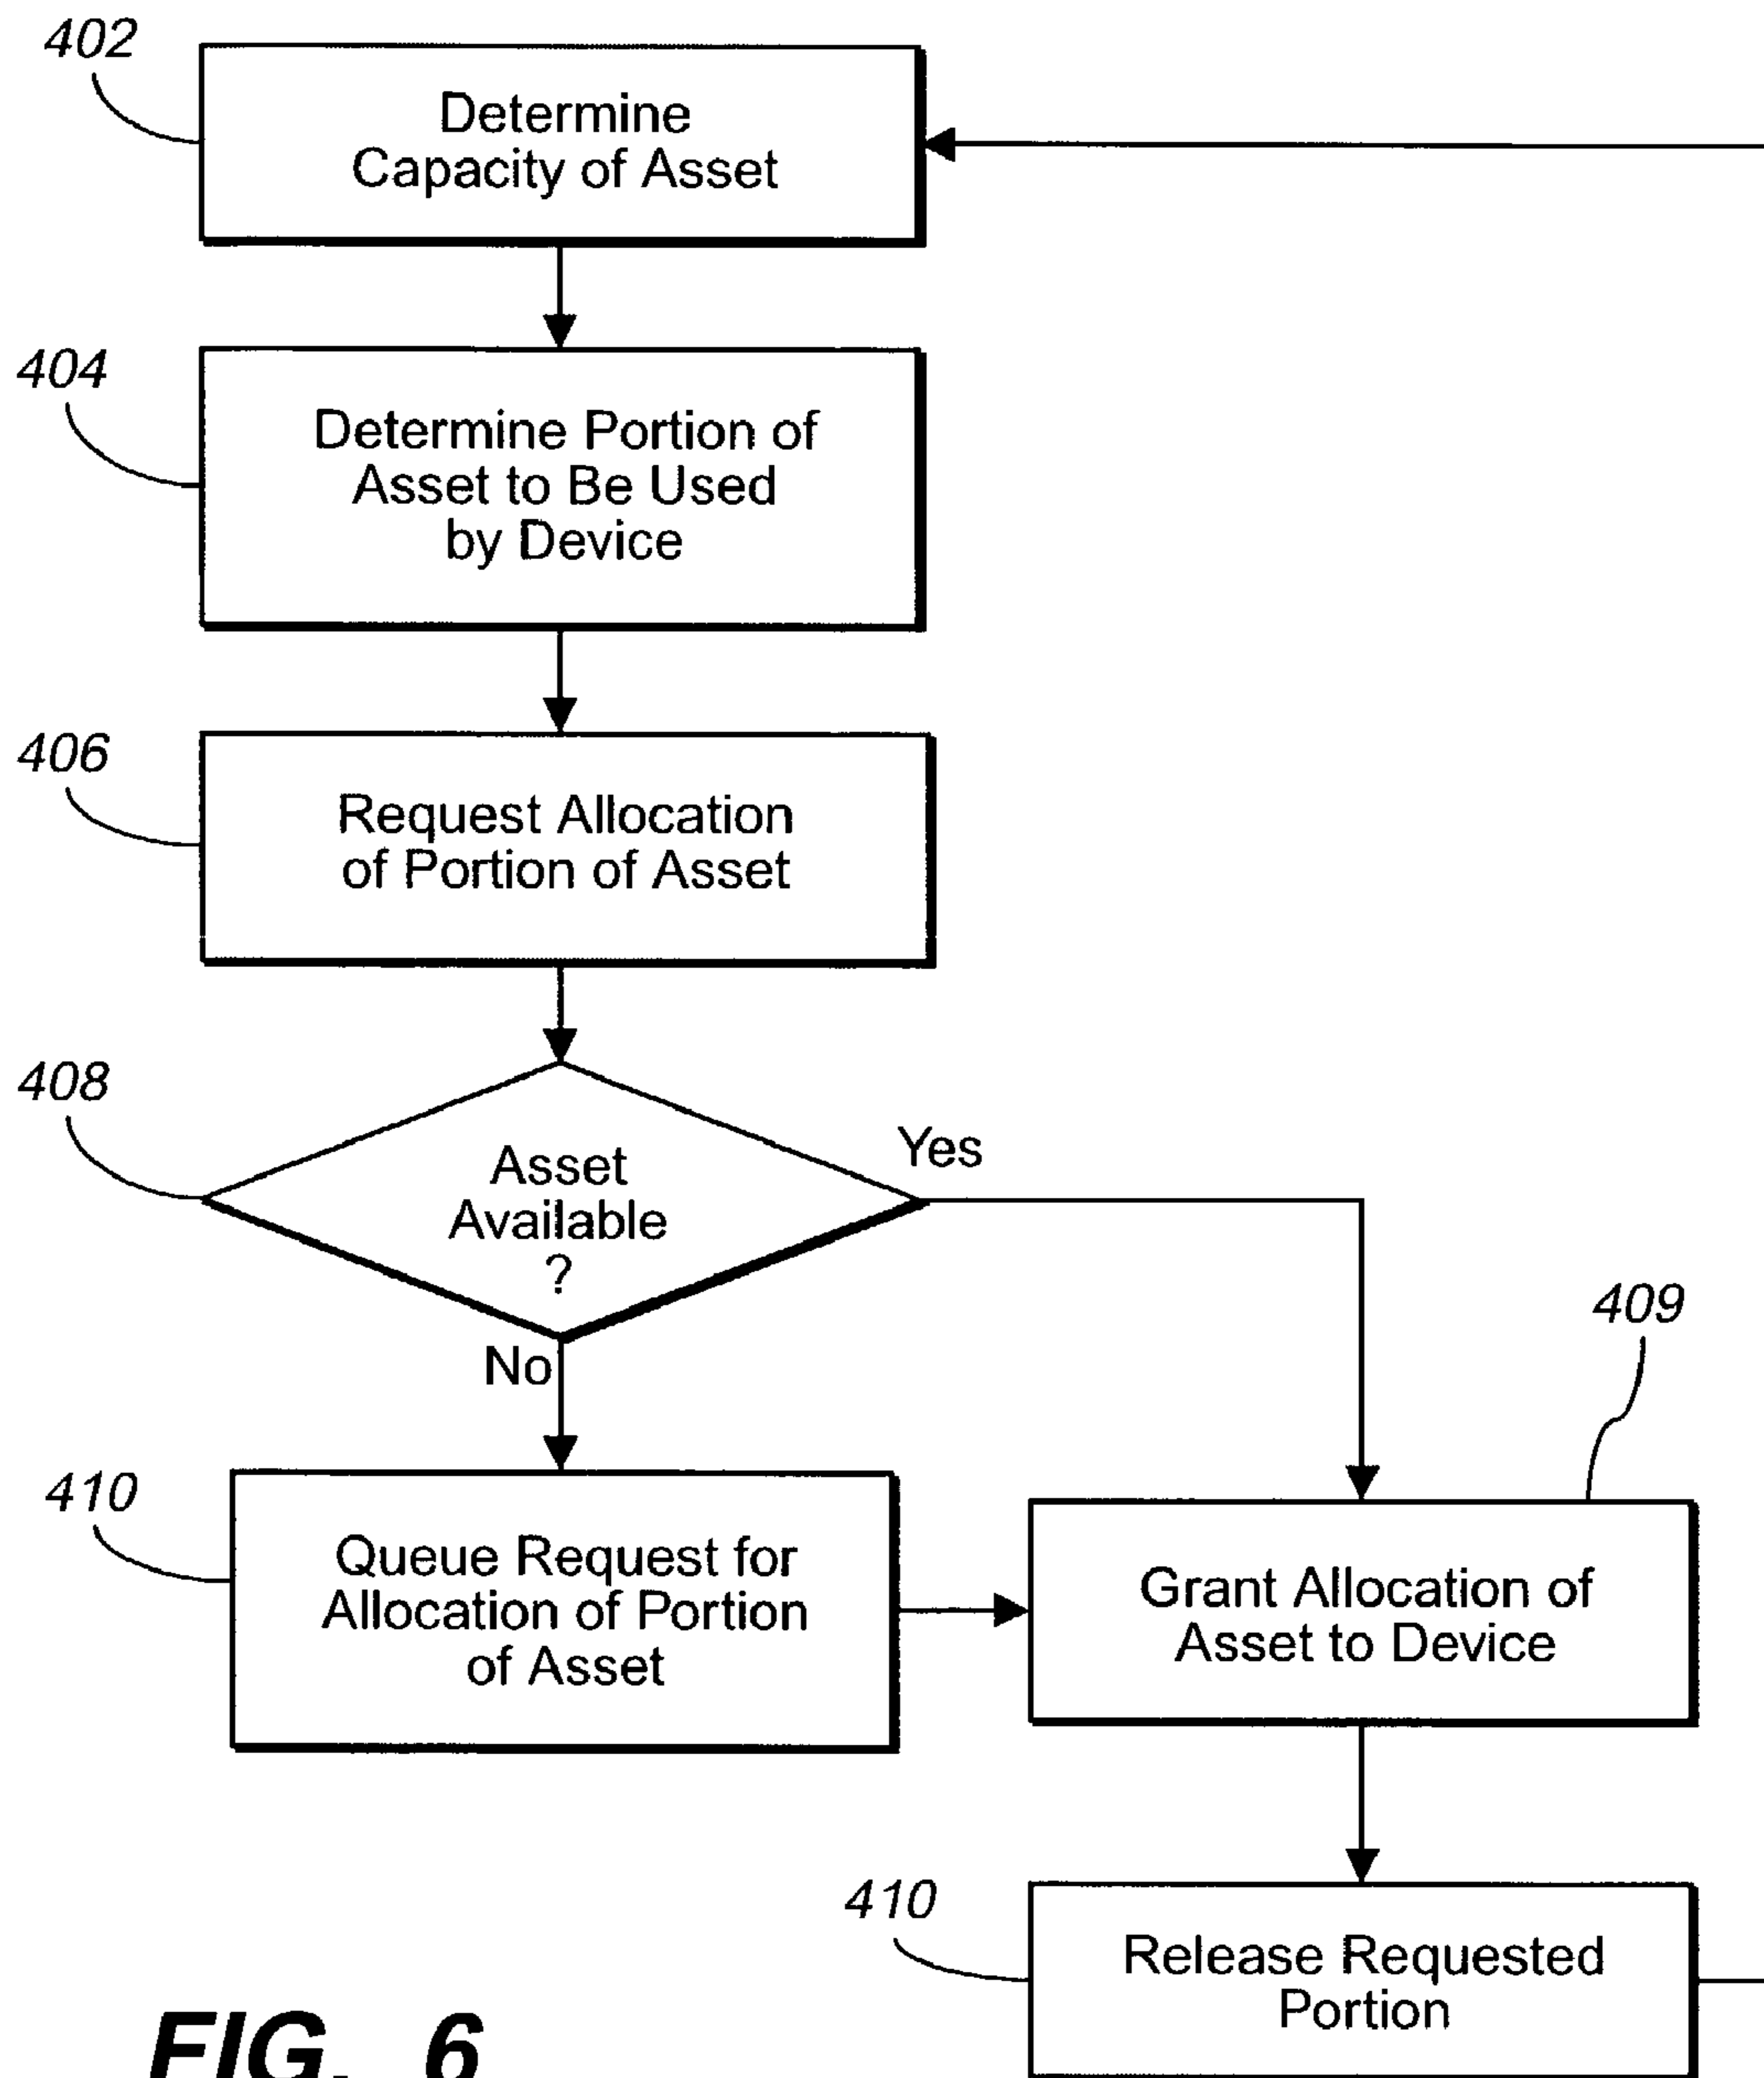 402
Determine
Capacity of Asset
404
Determine Portion of
Asset to Be Used
by Device
406
Request Allocation
of Portion of Asset
408
Asset
Available
?
Yes
No
409
410
Queue Request for
Allocation of Portion
of Asset
Grant Allocation of
Asset to Device
410
Release Requested
Portion
FIG. 6